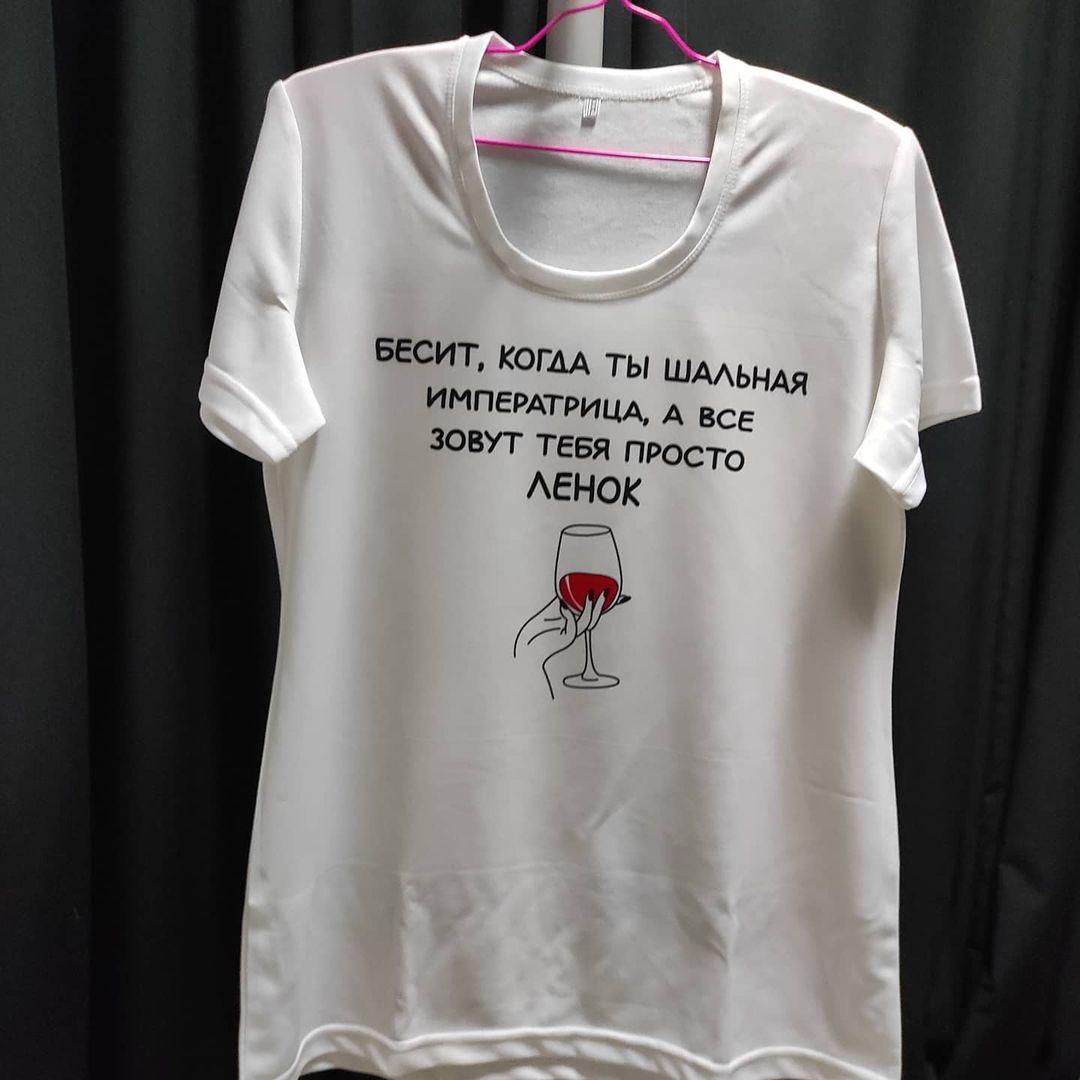 БЕСИТ, КОГДА ТЫ ШАЛЬНАЯ
ИМПЕРАТРИЦА, А ВСЕ
ЗОВУТ ТЕБЯ ПРОСТО
ЛЕНОК